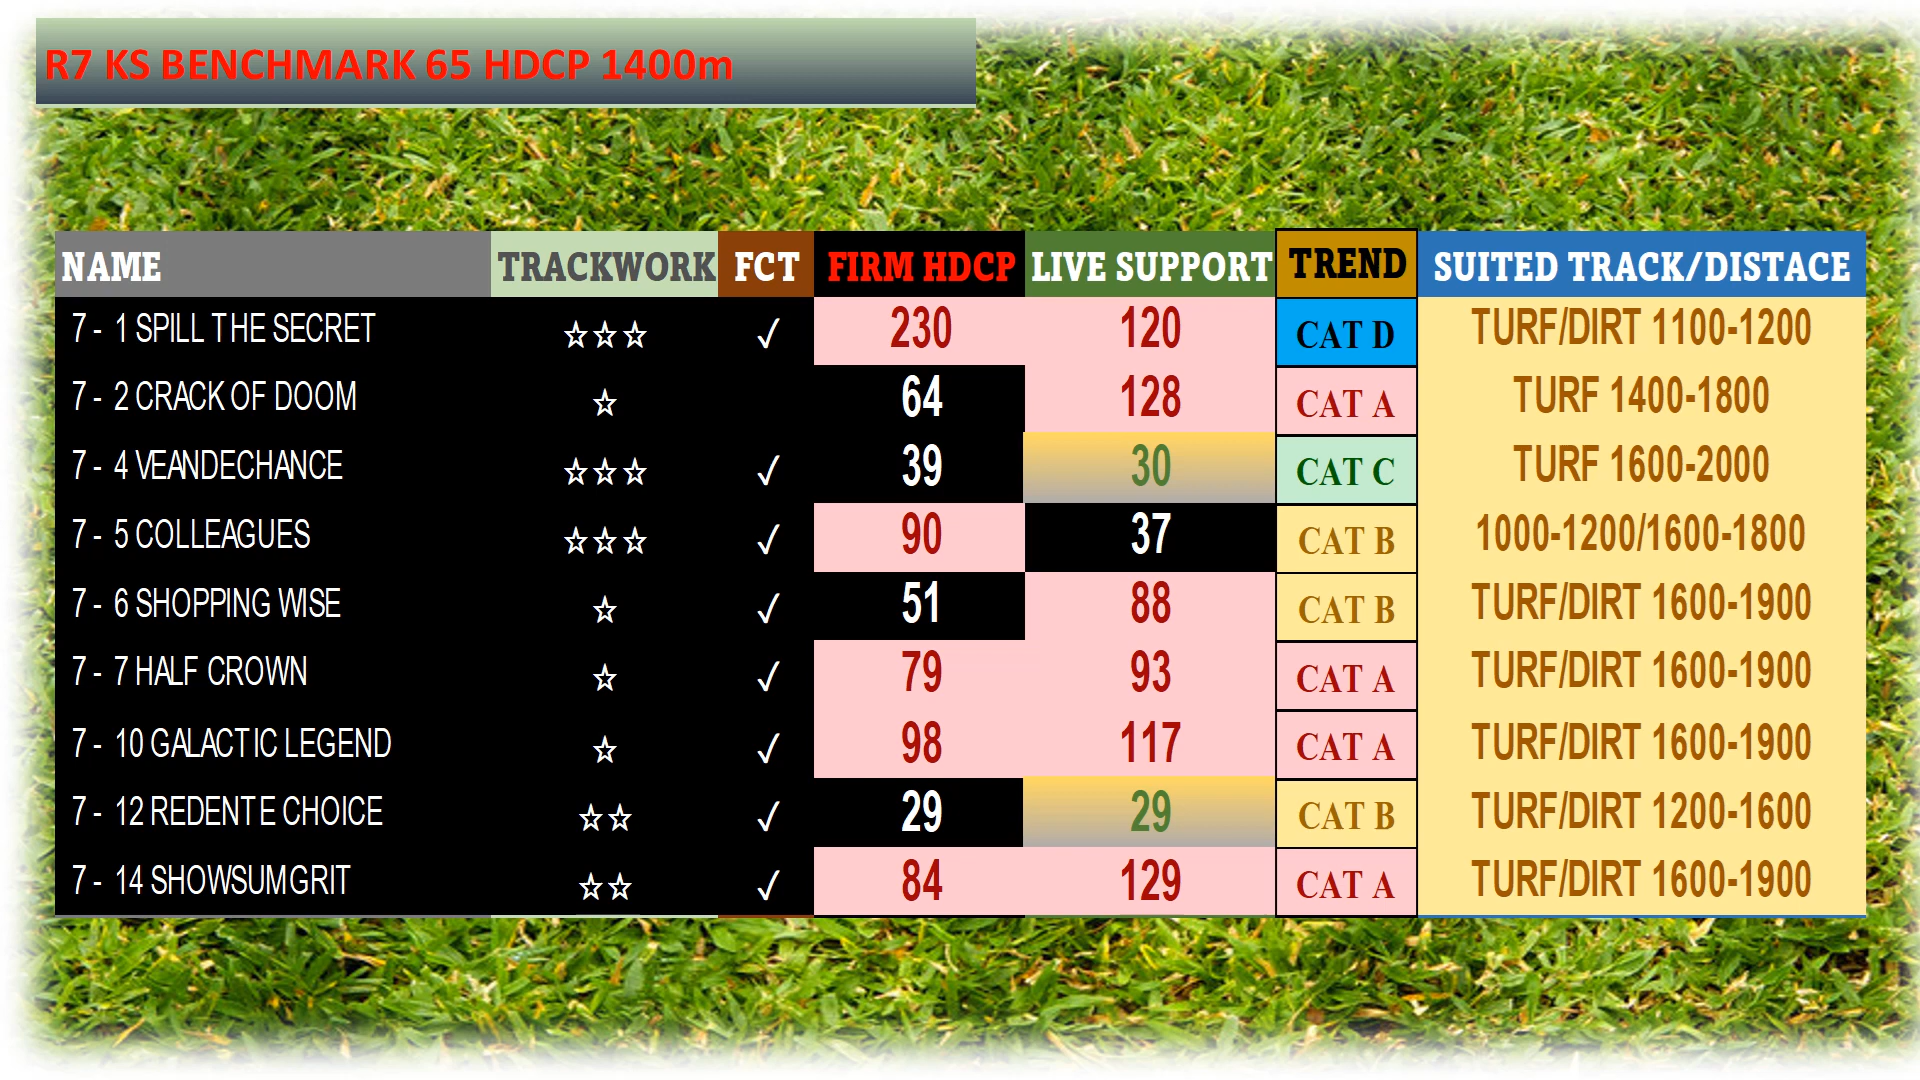 R7 KS BENCHMARK 65 HDCP 1400m
NAME TRACKWORK FCT FIRM HDCP LIVE SUPPORT TREND SUITED TRACK/DISTACE
7 - 1 SPILL THE SECRET ☆☆☆ ✓ 230 120 CAT D TURF/DIRT 1100-1200
7 - 2 CRACK OF DOOM ☆ 64 128 CAT A TURF 1400-1800
7 - 4 VEANDECHANCE ☆☆☆ ✓ 39 30 CAT C TURF 1600-2000
7 - 5 COLLEAGUES ☆☆☆ ✓ 90 37 CAT B 1000-1200/1600-1800
7 - 6 SHOPPING WISE ☆ ✓ 51 88 CAT B TURF/DIRT 1600-1900
7 - 7 HALF CROWN ☆ ✓ 79 93 CAT A TURF/DIRT 1600-1900
7 - 10 GALACTIC LEGEND ☆ ✓ 98 117 CAT A TURF/DIRT 1600-1900
7 - 12 REDENTE CHOICE ☆☆ ✓ 29 29 CAT B TURF/DIRT 1200-1600
7 - 14 SHOWSUMGRIT ☆☆ ✓ 84 129 CAT A TURF/DIRT 1600-1900